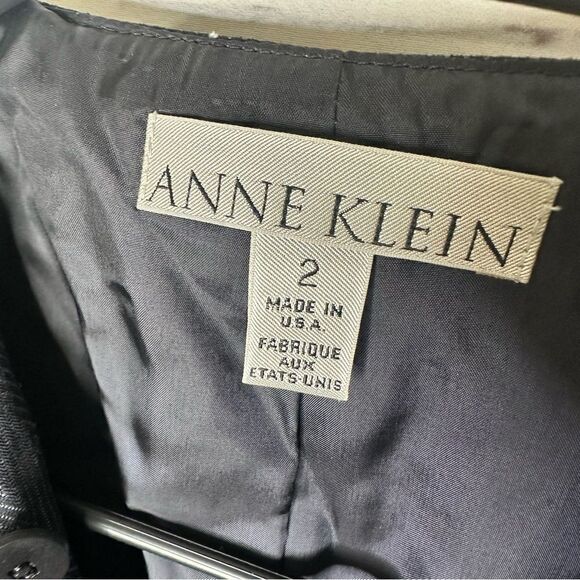 ANNE KLEIN
2
MADE IN
U.S.A.
FABRIQUE
AUX
ETATS-UNIS